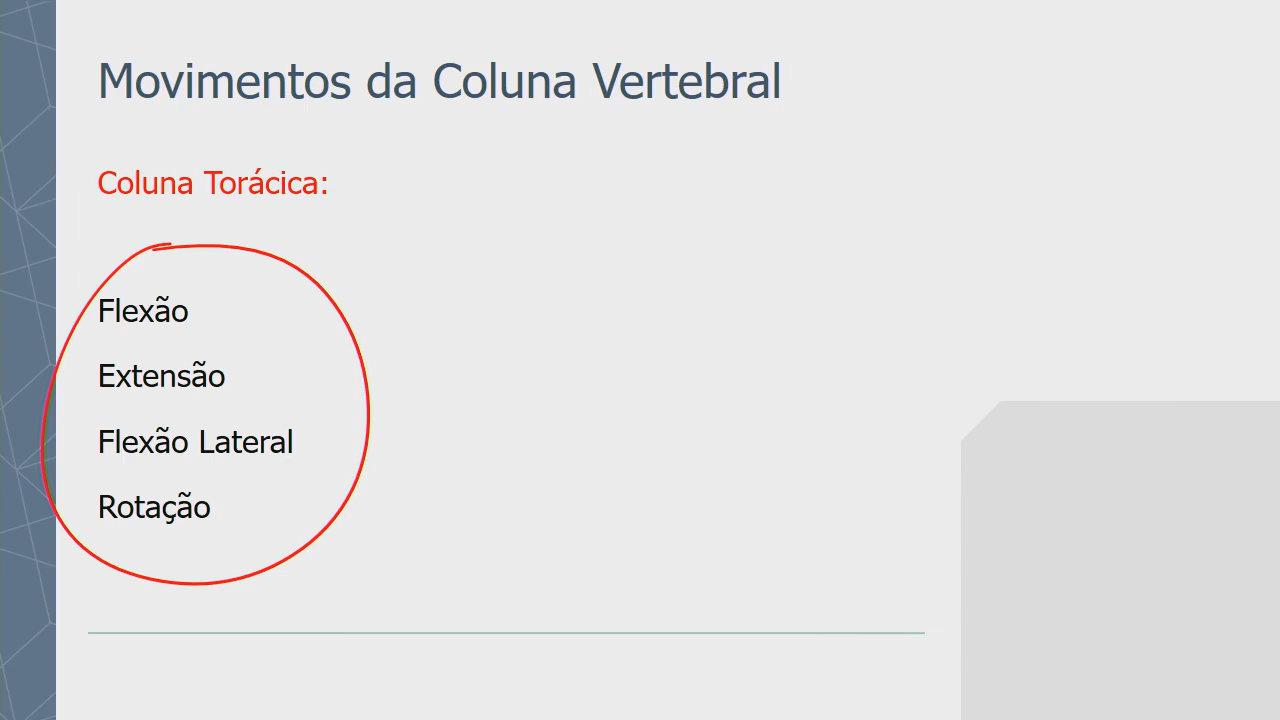 Movimentos da Coluna Vertebral
Coluna Torácica:
Flexão
Extensão
Flexão Lateral
Rotação